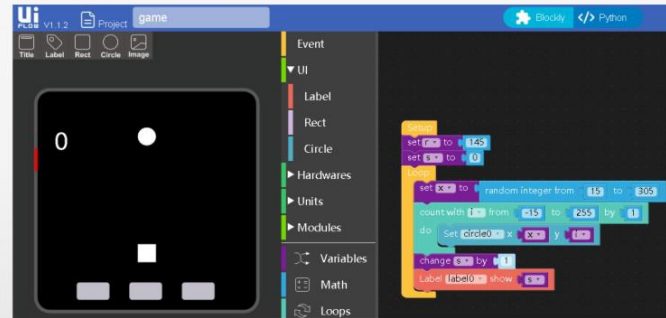 Ui
FLOW V1.1.2 Project game
Blockly </> Python
Title Label Rect Circle Image
0
Event
UI
Label
Rect
Circle
Hardwares
Units
Modules
Variables
Math
Loops
Setup
set r to 145
set s to 0
Loop
set x to random integer from 15 to 305
count with i from -15 to 255 by 1
do Set circle0 x x y i
change s by 1
Label label0 show s